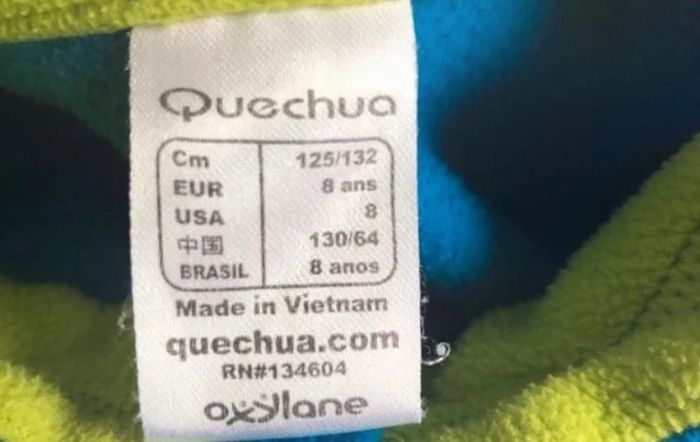 Quechua
Cm 125/132
EUR 8 ans
USA 8
中国 130/64
BRASIL 8 anos
Made in Vietnam
quechua.com
RN#134604
oxylane